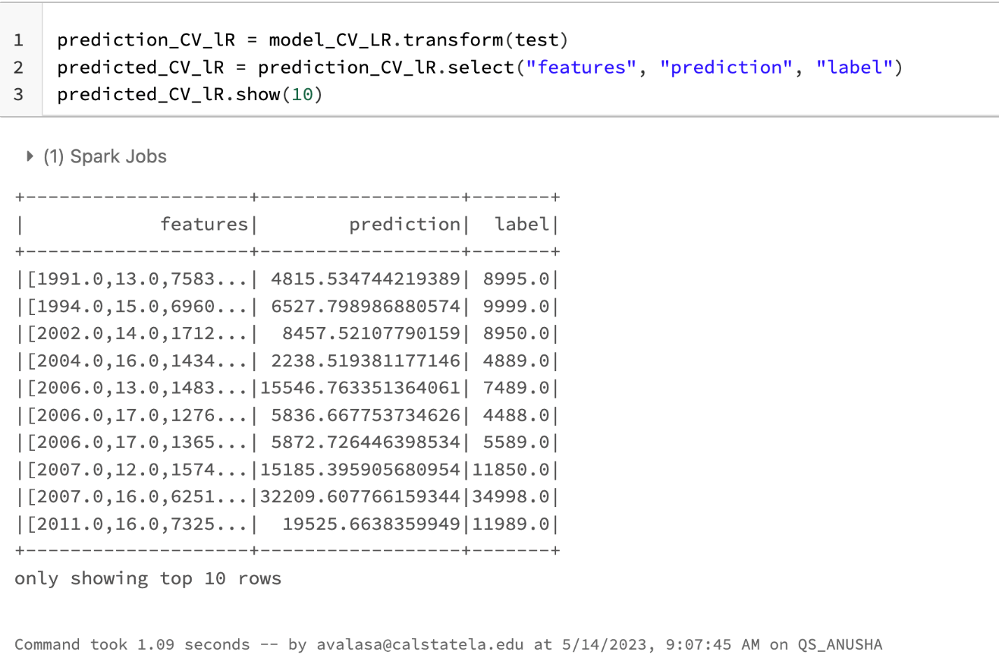 1 prediction_CV_lR = model_CV_LR.transform(test)
2 predicted_CV_lR = prediction_CV_lR.select("features", "prediction", "label")
3 predicted_CV_lR.show(10)
(1) Spark Jobs
+--------------------+------------------+-------+
|            features|        prediction|  label|
+--------------------+------------------+-------+
|[1991.0,13.0,7583...| 4815.534744219389| 8995.0|
|[1994.0,15.0,6960...| 6527.798986880574| 9999.0|
|[2002.0,14.0,1712...|  8457.52107790159| 8950.0|
|[2004.0,16.0,1434...| 2238.519381177146| 4889.0|
|[2006.0,13.0,1483...|15546.763351364061| 7489.0|
|[2006.0,17.0,1276...| 5836.667753734626| 4488.0|
|[2006.0,17.0,1365...| 5872.726446398534| 5589.0|
|[2007.0,12.0,1574...|15185.395905680954|11850.0|
|[2007.0,16.0,6251...|32209.607766159344|34998.0|
|[2011.0,16.0,7325...|  19525.6638359949|11989.0|
+--------------------+------------------+-------+
only showing top 10 rows
Command took 1.09 seconds -- by avalasa@calstatela.edu at 5/14/2023, 9:07:45 AM on QS_ANUSHA